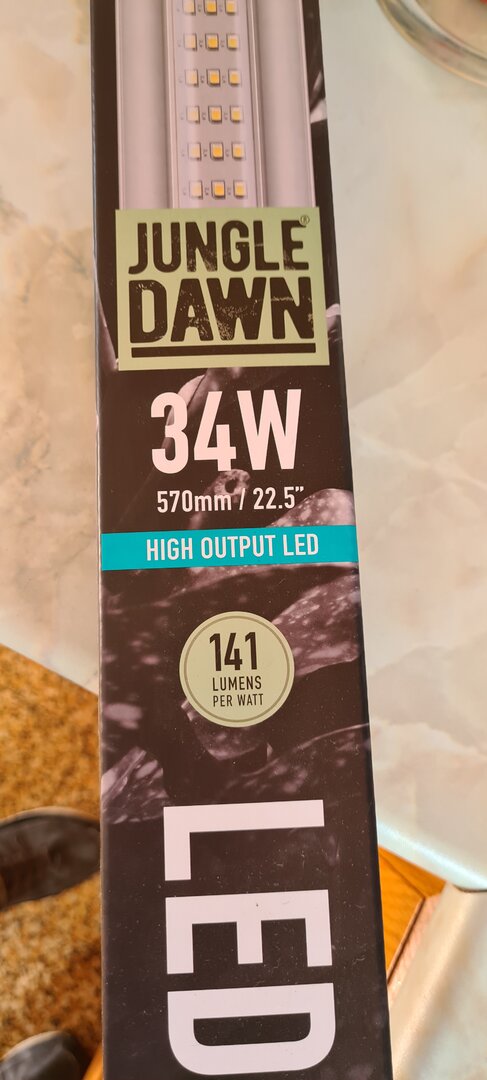 JUNGLE®
DAWN
34W
570mm / 22.5"
HIGH OUTPUT LED
141
LUMENS
PER WATT
LED